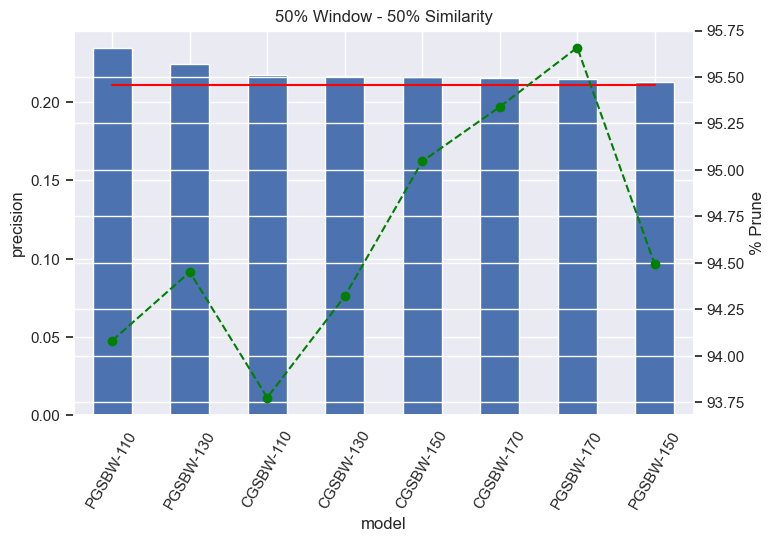 50% Window - 50% Similarity
precision
0.20
0.15
0.10
0.05
0.00
95.75
95.50
95.25
95.00
94.75
94.50
94.25
94.00
93.75
% Prune
PGSBW-110
PGSBW-130
CGSBW-110
CGSBW-130
CGSBW-150
CGSBW-170
PGSBW-170
PGSBW-150
model